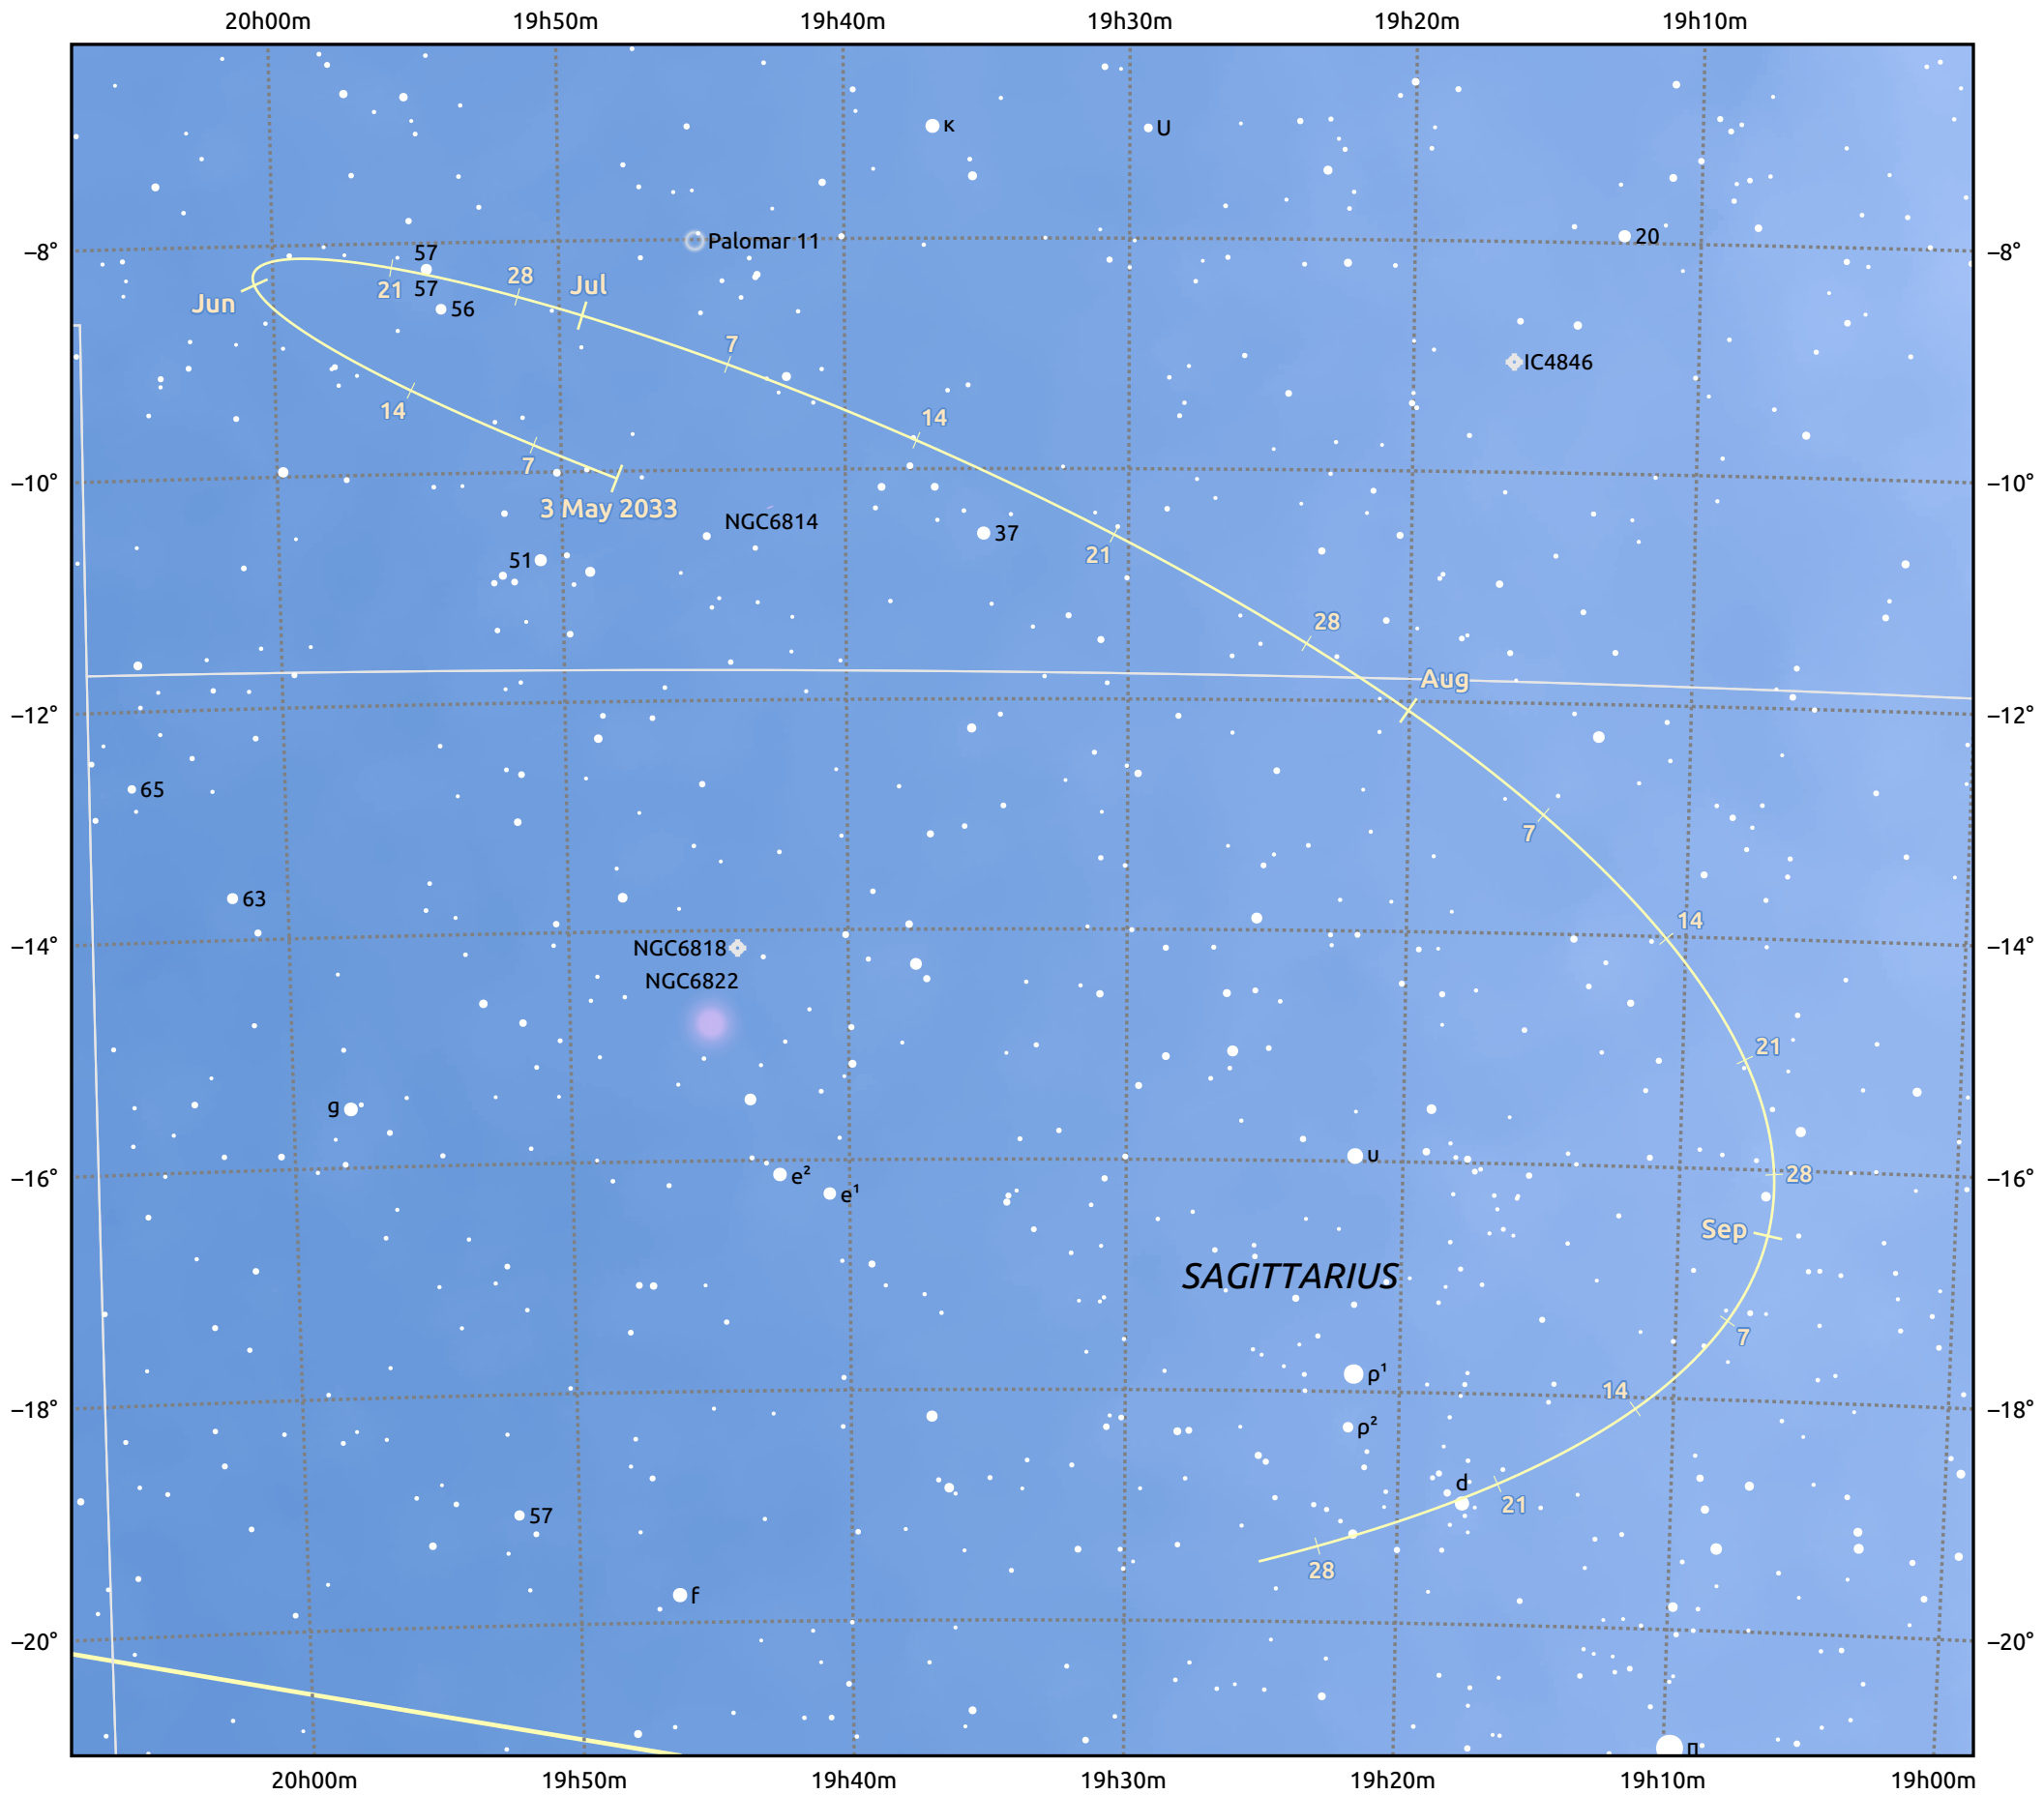 20h00m 19h50m 19h40m 19h30m 19h20m 19h10m
κ U
−8° 57 Palomar 11 20 −8°
21 28 Jul
Jun 57 56
7 IC4846
14 14
7
−10° −10°
3 May 2033 NGC6814 37
51 21
28
Aug
−12° −12°
65 7
63 14
−14° NGC6818 −14°
NGC6822
21
g
u
−16° e² 28 −16°
e¹
Sep
SAGITTARIUS
7
ρ¹
14
−18° −18°
ρ²
d
57 21
28
f
−20° −20°
π
20h00m 19h50m 19h40m 19h30m 19h20m 19h10m 19h00m